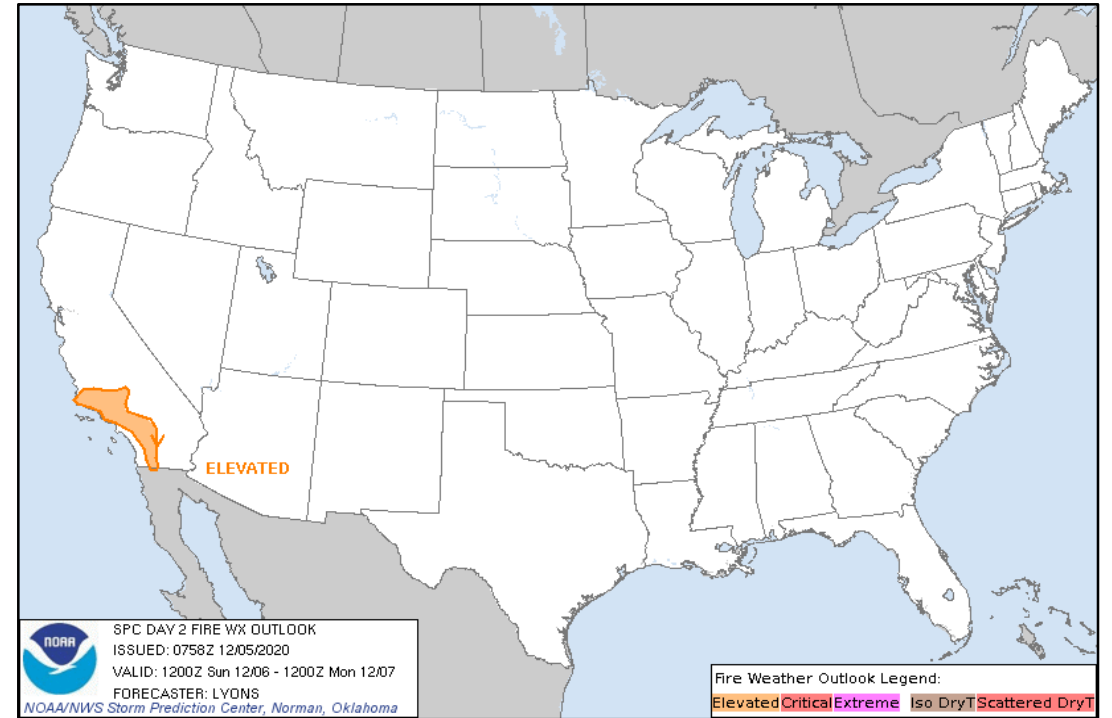 ELEVATED
NOAA
SPC DAY 2 FIRE WX OUTLOOK
ISSUED: 0758Z 12/05/2020
VALID: 1200Z Sun 12/06 - 1200Z Mon 12/07
FORECASTER: LYONS
NOAA/NWS Storm Prediction Center, Norman, Oklahoma
Fire Weather Outlook Legend:
Elevated Critical Extreme Iso DryT Scattered DryT